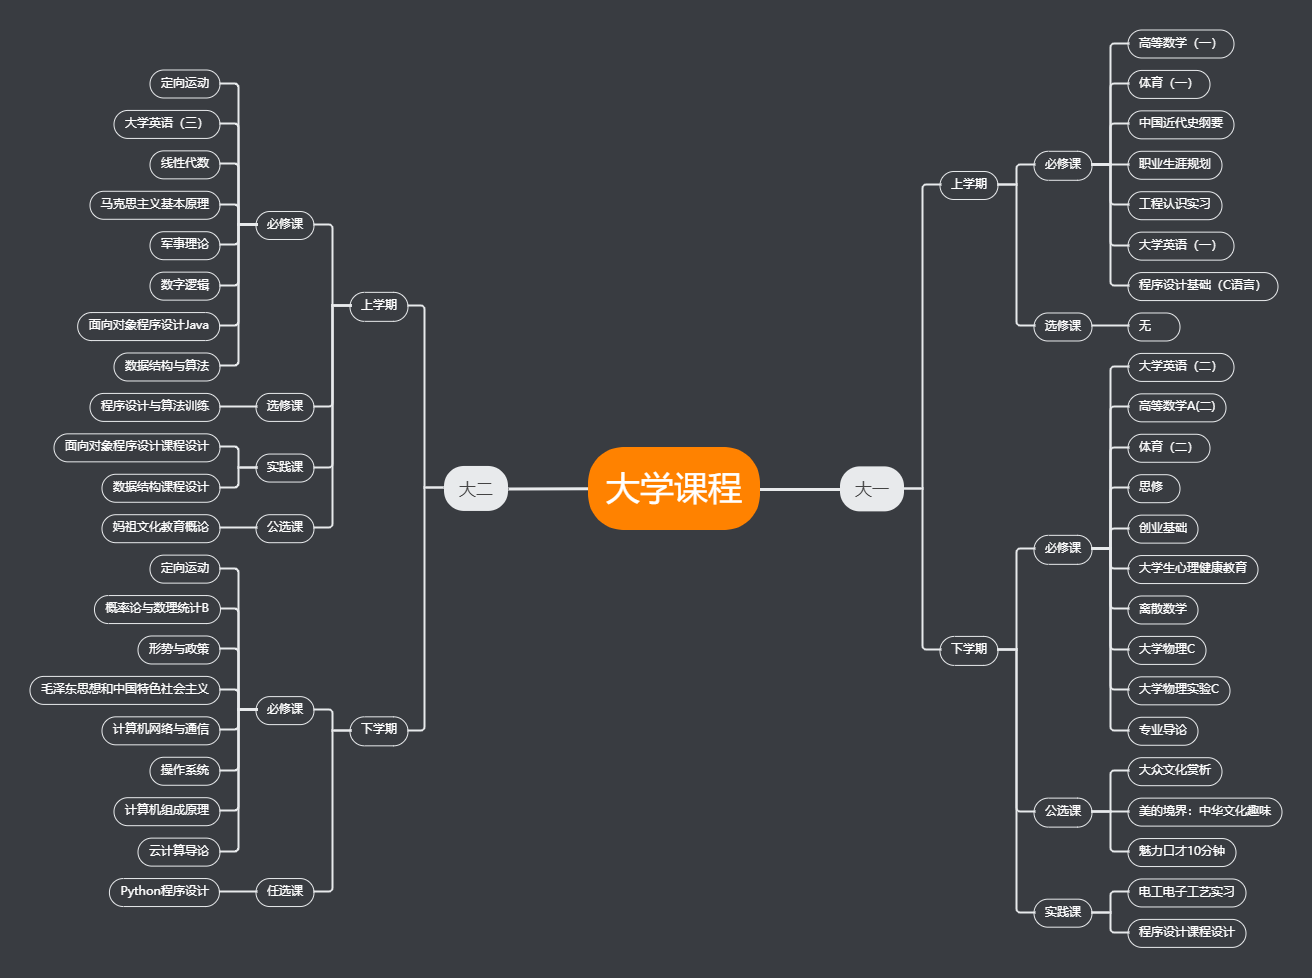 大学课程
大一
上学期
必修课
高等数学（一）
体育（一）
中国近代史纲要
职业生涯规划
工程认识实习
大学英语（一）
程序设计基础（C语言）
选修课
无
下学期
必修课
大学英语（二）
高等数学A(二)
体育（二）
思修
创业基础
大学生心理健康教育
离散数学
大学物理C
大学物理实验C
专业导论
公选课
大众文化赏析
美的境界：中华文化趣味
魅力口才10分钟
实践课
电工电子工艺实习
程序设计课程设计
大二
上学期
必修课
定向运动
大学英语（三）
线性代数
马克思主义基本原理
军事理论
数字逻辑
面向对象程序设计Java
数据结构与算法
选修课
程序设计与算法训练
实践课
面向对象程序设计课程设计
数据结构课程设计
公选课
妈祖文化教育概论
下学期
必修课
定向运动
概率论与数理统计B
形势与政策
毛泽东思想和中国特色社会主义
计算机网络与通信
操作系统
计算机组成原理
云计算导论
任选课
Python程序设计